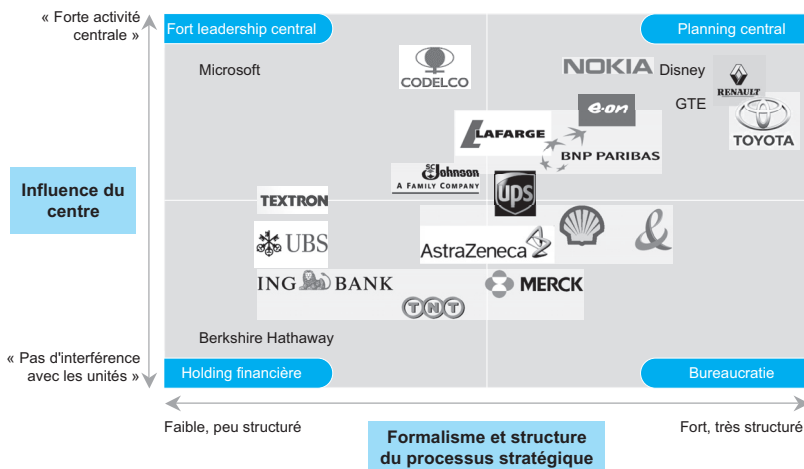 « Forte activité
centrale »
Fort leadership central
Planning central
Microsoft
CODELCO
NOKIA
Disney
RENAULT
GTE
e·on
TOYOTA
LAFARGE
BNP PARIBAS
SC Johnson
A FAMILY COMPANY
ups
Influence du
centre
TEXTRON
UBS
AstraZeneca
&
ING BANK
MERCK
TNT
Berkshire Hathaway
« Pas d'interférence
avec les unités »
Holding financière
Bureaucratie
Faible, peu structuré
Fort, très structuré
Formalisme et structure
du processus stratégique